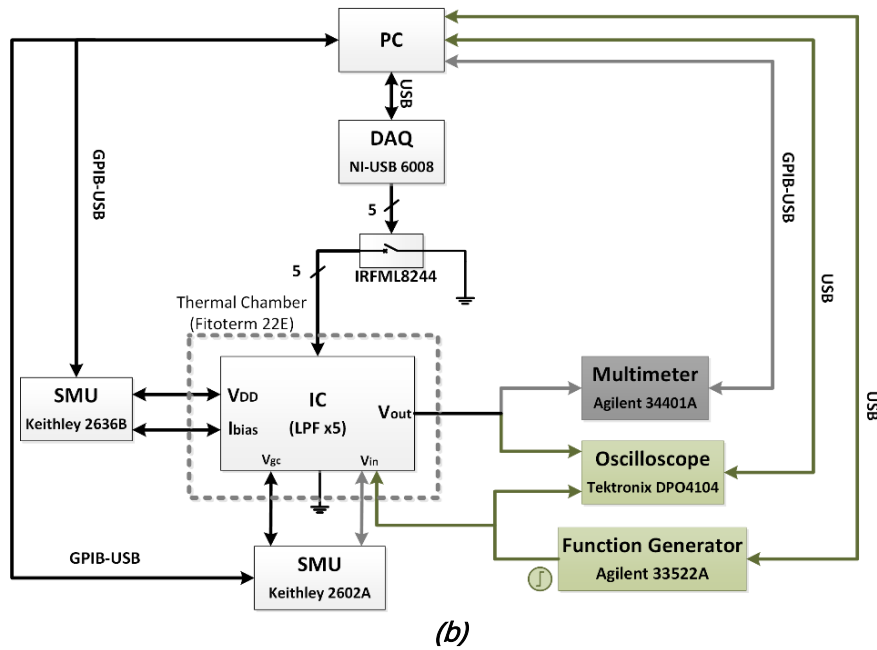 PC
USB
DAQ
NI-USB 6008
GPIB-USB
GPIB-USB
USB
USB
5
5
IRFML8244
Thermal Chamber
(Fitoterm 22E)
SMU
Keithley 2636B
VDD
Ibias
IC
(LPF x5)
Vout
Vgc
Vin
Multimeter
Agilent 34401A
Oscilloscope
Tektronix DPO4104
Function Generator
Agilent 33522A
GPIB-USB
SMU
Keithley 2602A
(b)